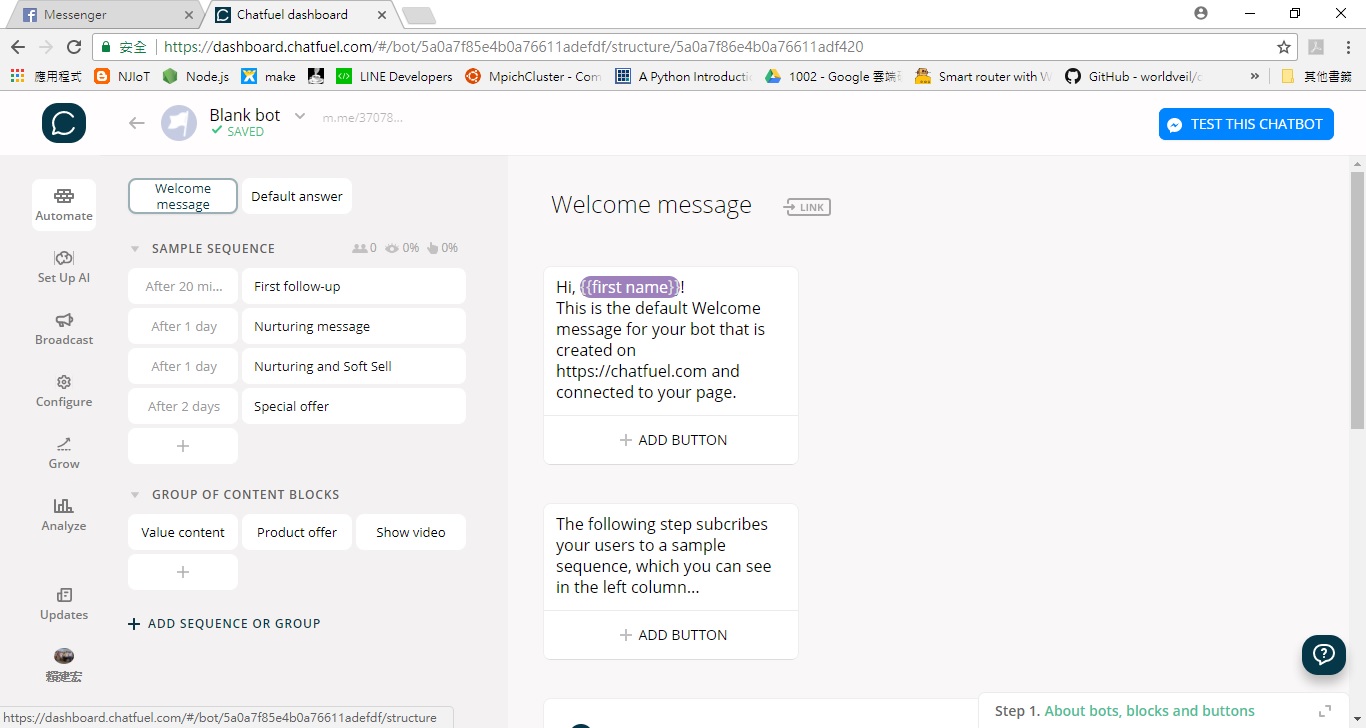 Messenger
Chatfuel dashboard
安全 https://dashboard.chatfuel.com/#/bot/5a0a7f85e4b0a76611adefdf/structure/5a0a7f86e4b0a76611adf420
應用程式 NJIoT Node.js make LINE Developers MpichCluster - Com A Python Introductio 1002 - Google 雲端 Smart router with W GitHub - worldveil/d » 其他書籤
Blank bot m.me/37078...
SAVED
TEST THIS CHATBOT
Automate
Set Up AI
Broadcast
Configure
Grow
Analyze
Updates
賴建宏
Welcome
message
Default answer
SAMPLE SEQUENCE 0 0% 0%
After 20 mi... First follow-up
After 1 day Nurturing message
After 1 day Nurturing and Soft Sell
After 2 days Special offer
+
GROUP OF CONTENT BLOCKS
Value content Product offer Show video
+
+ ADD SEQUENCE OR GROUP
Welcome message LINK
Hi, {{first name}}!
This is the default Welcome
message for your bot that is
created on
https://chatfuel.com and
connected to your page.
+ ADD BUTTON
The following step subcribes
your users to a sample
sequence, which you can see
in the left column...
+ ADD BUTTON
Step 1. About bots, blocks and buttons
https://dashboard.chatfuel.com/#/bot/5a0a7f85e4b0a76611adefdf/structure